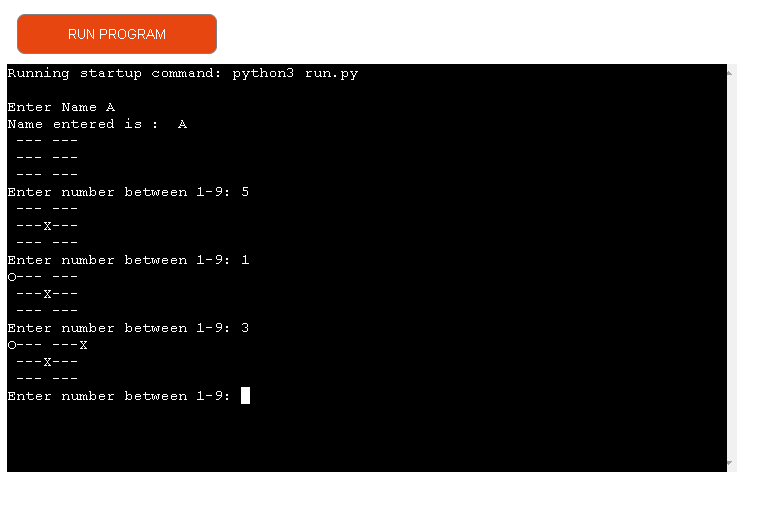 RUN PROGRAM
Running startup command: python3 run.py
Enter Name A
Name entered is :  A
 --- --- 
 --- --- 
 --- --- 
Enter number between 1-9: 5
 --- --- 
 ---X--- 
 --- --- 
Enter number between 1-9: 1
O--- --- 
 ---X--- 
 --- --- 
Enter number between 1-9: 3
O--- ---X
 ---X--- 
 --- --- 
Enter number between 1-9: